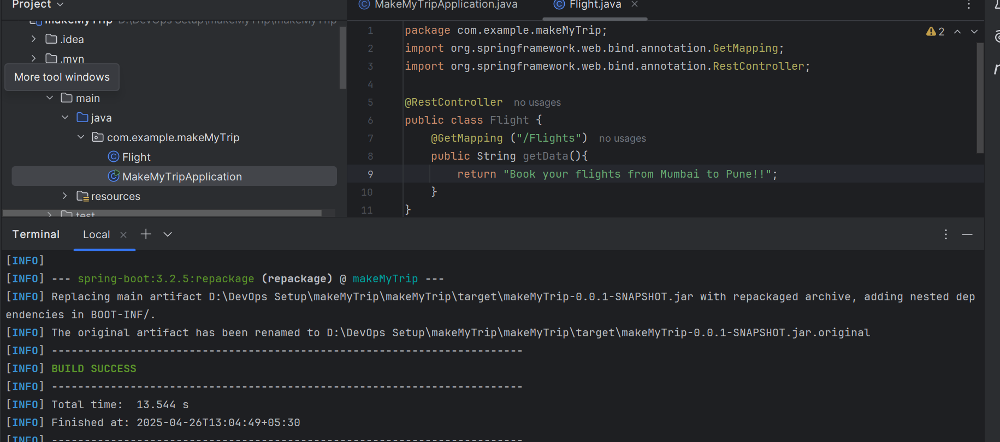 Project
MakeMyTripApplication.java
Flight.java
makeMyTrip D:\DevOps Setup\makeMyTrip\makeMyTrip
.idea
.mvn
More tool windows
main
java
com.example.makeMyTrip
Flight
MakeMyTripApplication
resources
test
2
1 package com.example.makeMyTrip;
2 import org.springframework.web.bind.annotation.GetMapping;
3 import org.springframework.web.bind.annotation.RestController;
4
5 @RestController no usages
6 public class Flight {
7 @GetMapping ("/Flights") no usages
8 public String getData(){
9 return "Book your flights from Mumbai to Pune!!";
10 }
11 }
Terminal Local
[INFO]
[INFO] --- spring-boot:3.2.5:repackage (repackage) @ makeMyTrip ---
[INFO] Replacing main artifact D:\DevOps Setup\makeMyTrip\makeMyTrip\target\makeMyTrip-0.0.1-SNAPSHOT.jar with repackaged archive, adding nested dep
endencies in BOOT-INF/.
[INFO] The original artifact has been renamed to D:\DevOps Setup\makeMyTrip\makeMyTrip\target\makeMyTrip-0.0.1-SNAPSHOT.jar.original
[INFO] ------------------------------------------------------------------------
[INFO] BUILD SUCCESS
[INFO] ------------------------------------------------------------------------
[INFO] Total time:  13.544 s
[INFO] Finished at: 2025-04-26T13:04:49+05:30
[INFO] ------------------------------------------------------------------------